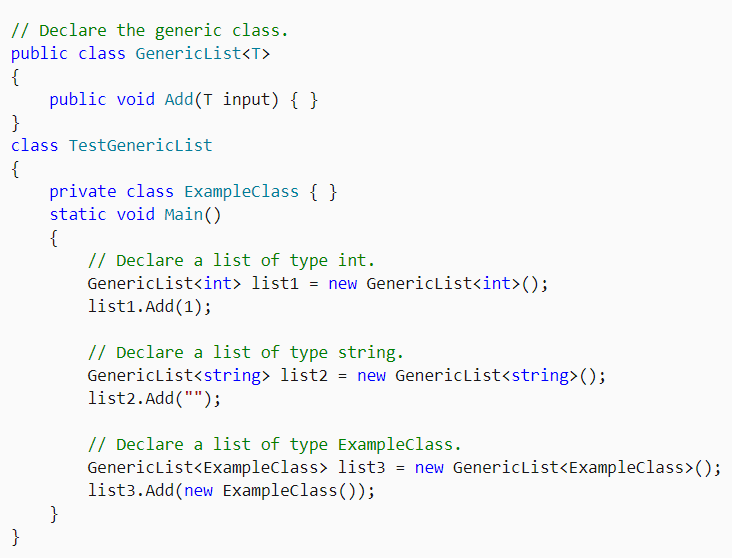 // Declare the generic class.
public class GenericList<T>
{
    public void Add(T input) { }
}
class TestGenericList
{
    private class ExampleClass { }
    static void Main()
    {
        // Declare a list of type int.
        GenericList<int> list1 = new GenericList<int>();
        list1.Add(1);

        // Declare a list of type string.
        GenericList<string> list2 = new GenericList<string>();
        list2.Add("");

        // Declare a list of type ExampleClass.
        GenericList<ExampleClass> list3 = new GenericList<ExampleClass>();
        list3.Add(new ExampleClass());
    }
}